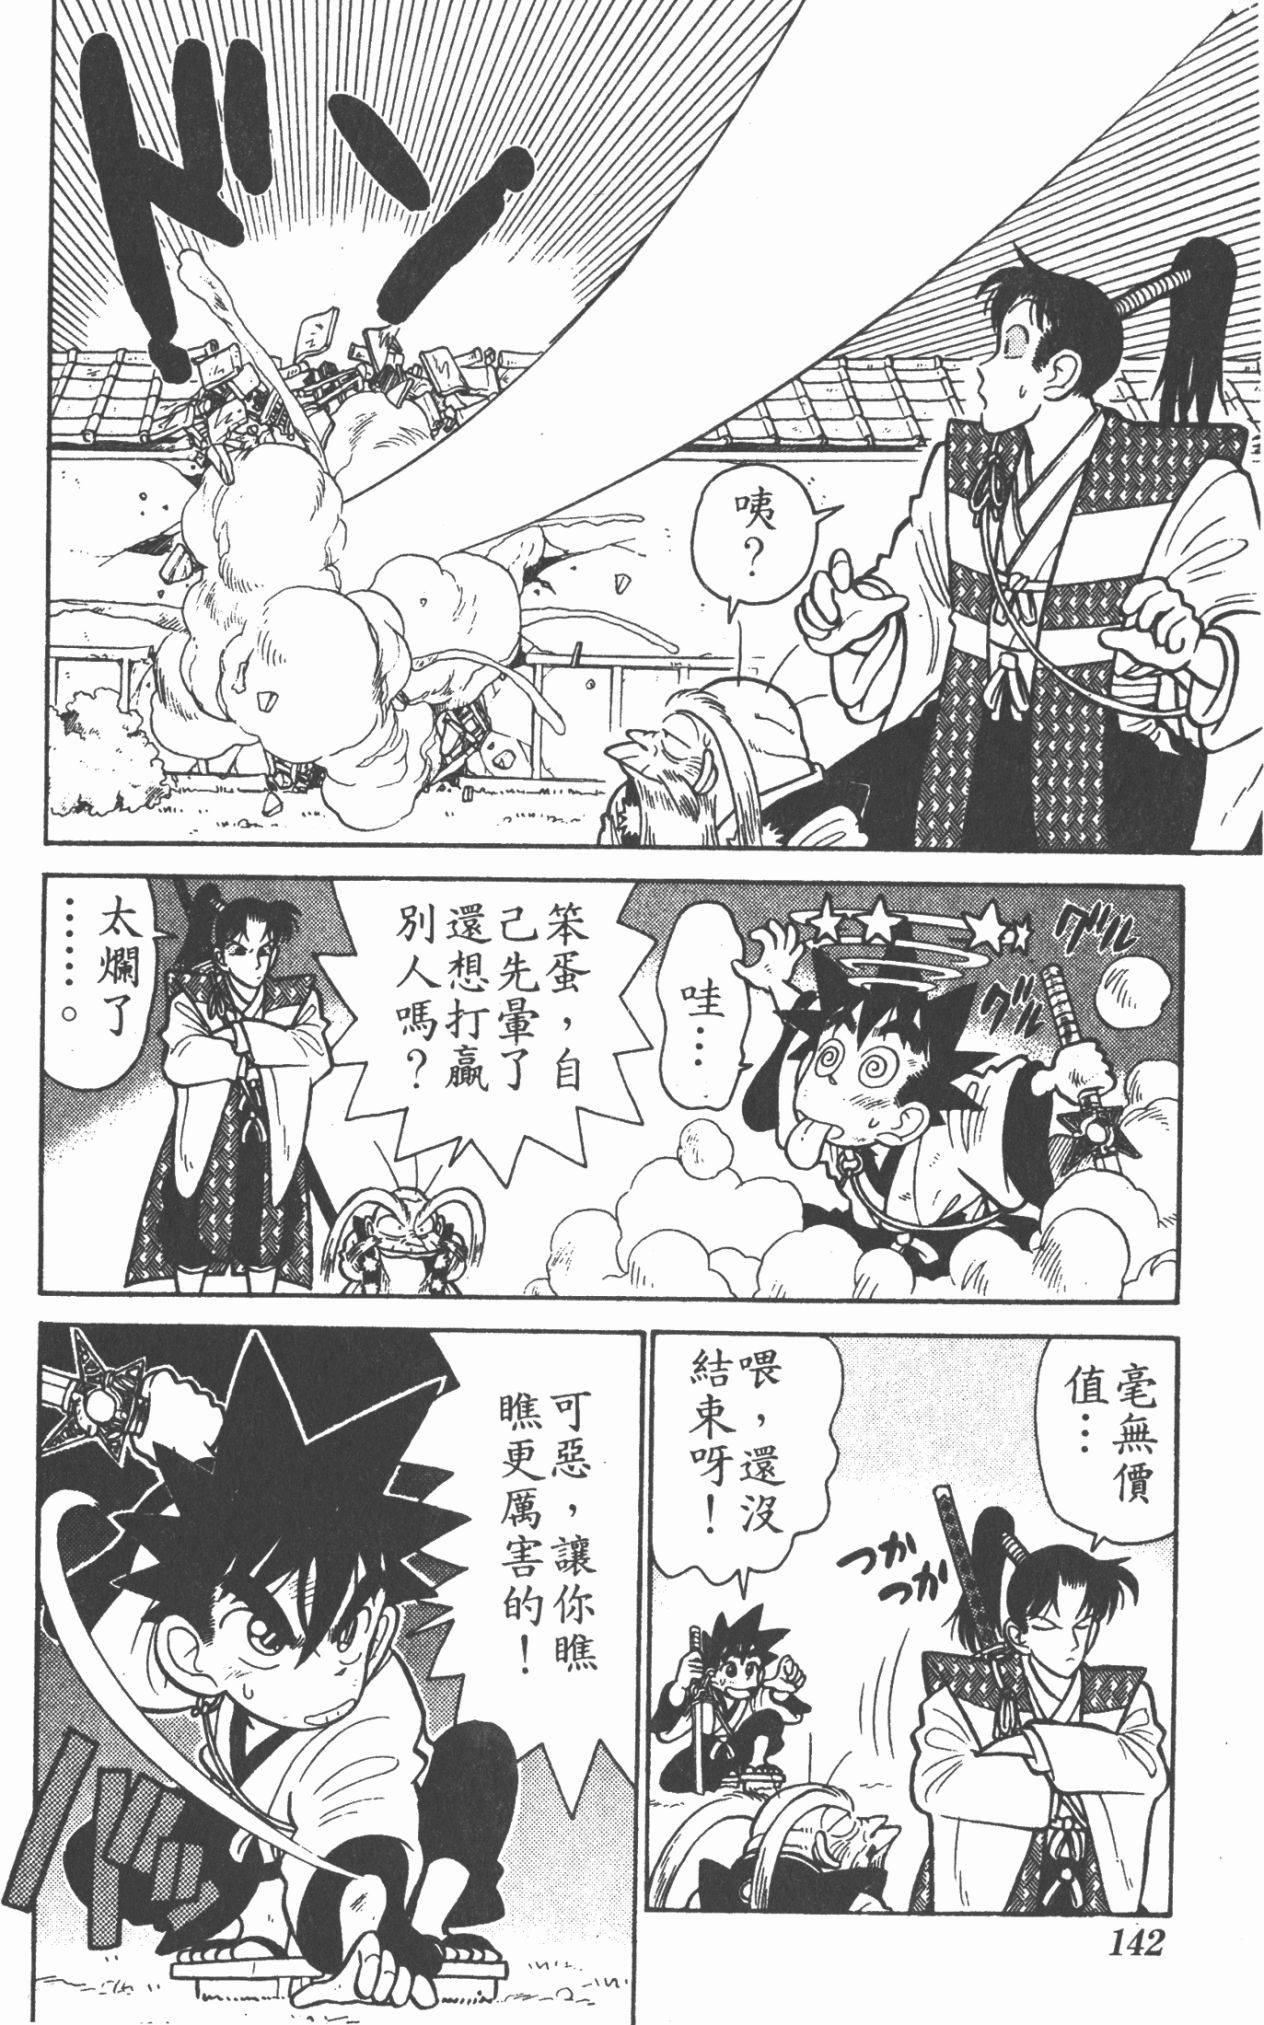 ドン
咦？
グル
グル
哇…
笨蛋，自
己先暈了
還想打贏
別人嗎？
太爛了
……。
毫無價
值…
つか
つか
喂，還沒
結束呀！
可惡，讓你瞧
瞧更厲害的！
バッ
142